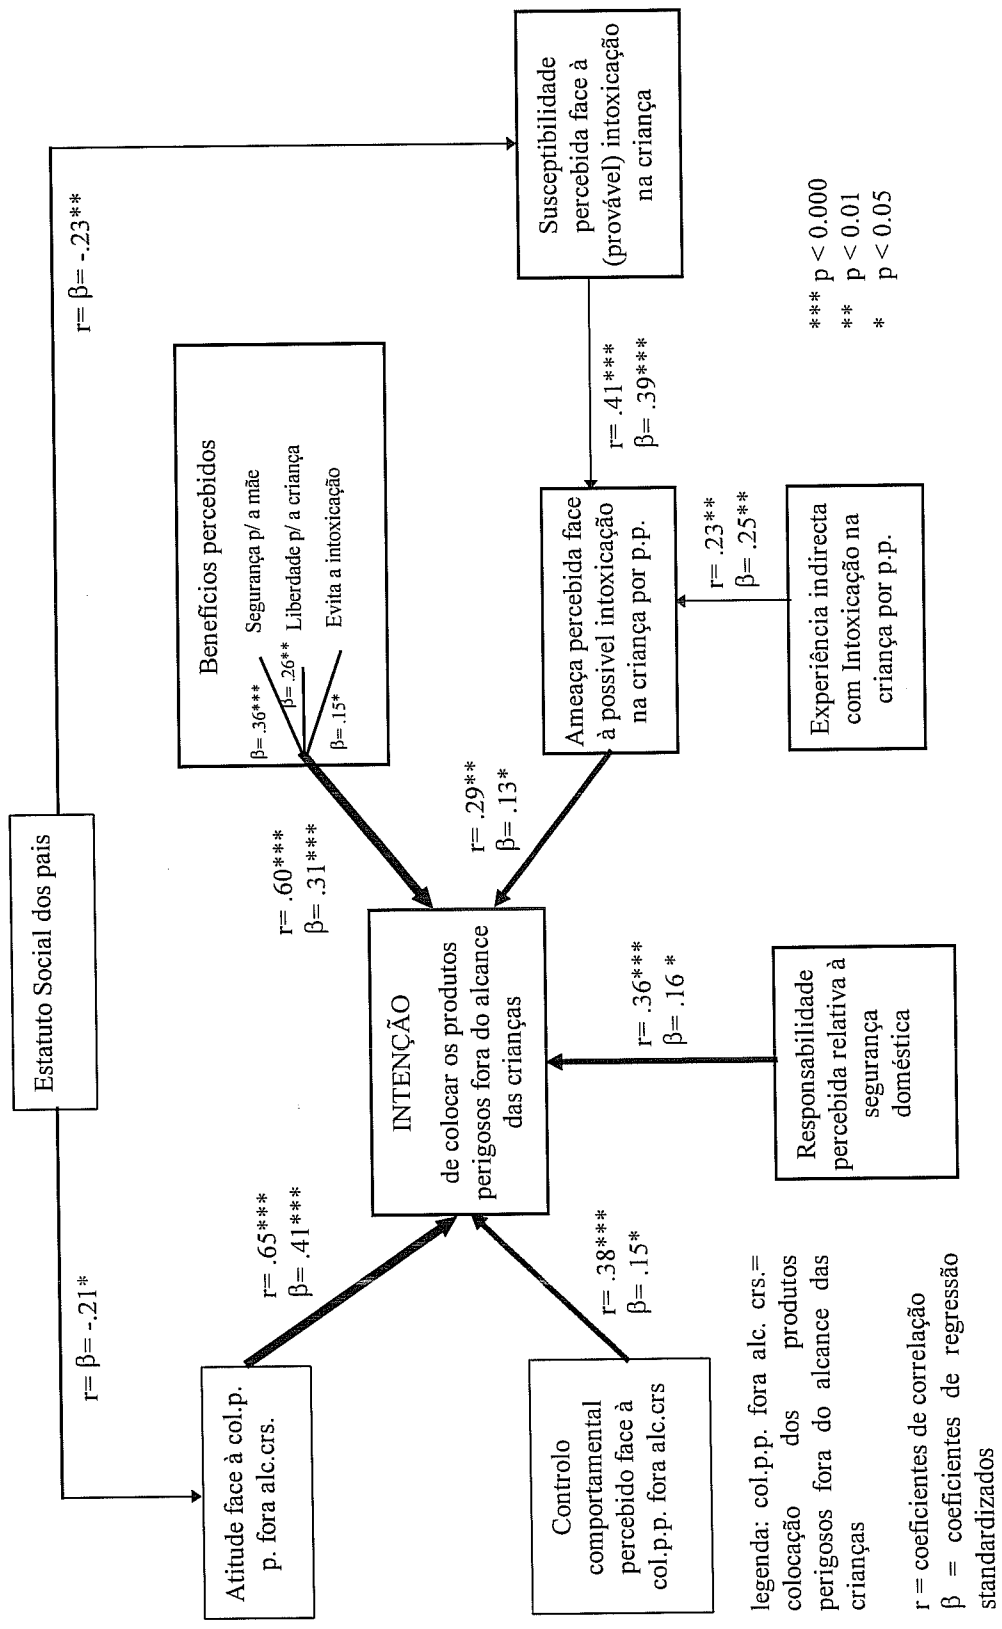 Estatuto Social dos pais
r= β= -.21*
r= β= -.23**
Atitude face à col.p.
p. fora alc.crs.
r= .65***
β= .41***
Benefícios percebidos
β=.36***
Segurança p/ a mãe
β=.26**
Liberdade p/ a criança
β=.15*
Evita a intoxicação
r= .60***
β= .31***
INTENÇÃO
de colocar os produtos
perigosos fora do alcance
das crianças
Susceptibilidade
percebida face à
(provável) intoxicação
na criança
Controlo
comportamental
percebido face à
col.p.p. fora alc.crs
r= .38***
β= .15*
r= .29**
β= .13*
Ameaça percebida face
à possivel intoxicação
na criança por p.p.
r= .41***
β= .39***
r= .36***
β= .16 *
Responsabilidade
percebida relativa à
segurança
doméstica
r= .23**
β= .25**
Experiência indirecta
com Intoxicação na
criança por p.p.
legenda: col.p.p. fora alc. crs.=
colocação dos produtos
perigosos fora do alcance das
crianças
r = coeficientes de correlação
β = coeficientes de regressão
standardizados
*** p < 0.000
** p < 0.01
* p < 0.05